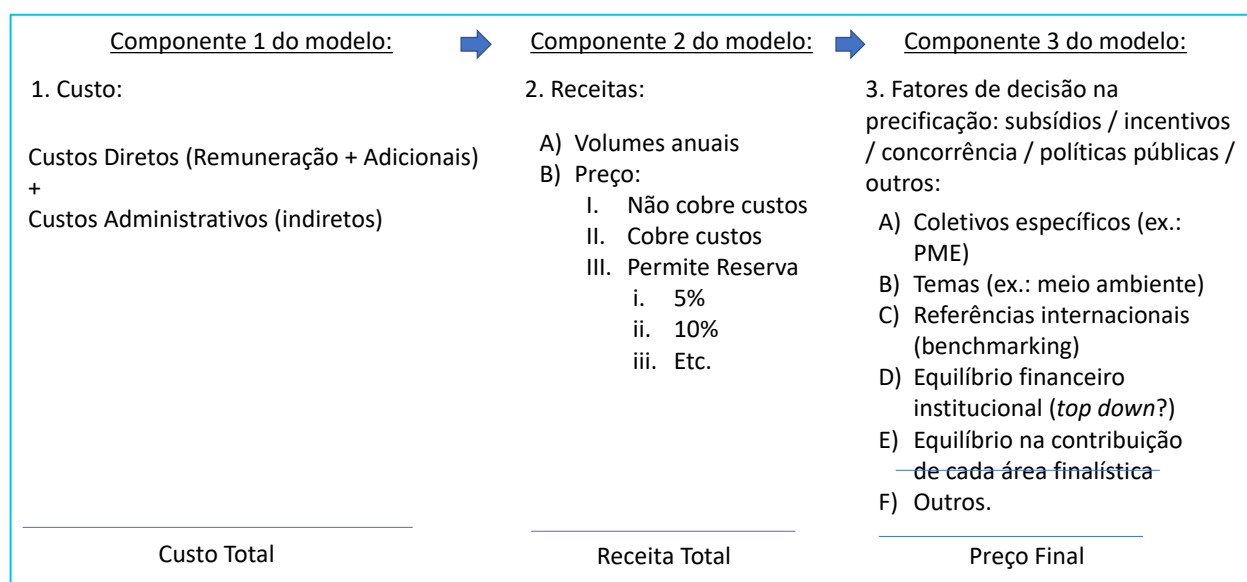 Componente 1 do modelo:
1. Custo:
Custos Diretos (Remuneração + Adicionais)
+
Custos Administrativos (indiretos)
Custo Total
Componente 2 do modelo:
2. Receitas:
A) Volumes anuais
B) Preço:
I. Não cobre custos
II. Cobre custos
III. Permite Reserva
i. 5%
ii. 10%
iii. Etc.
Receita Total
Componente 3 do modelo:
3. Fatores de decisão na
precificação: subsídios / incentivos
/ concorrência / políticas públicas /
outros:
A) Coletivos específicos (ex.:
PME)
B) Temas (ex.: meio ambiente)
C) Referências internacionais
(benchmarking)
D) Equilíbrio financeiro
institucional (top down?)
E) Equilíbrio na contribuição
de cada área finalística
F) Outros.
Preço Final